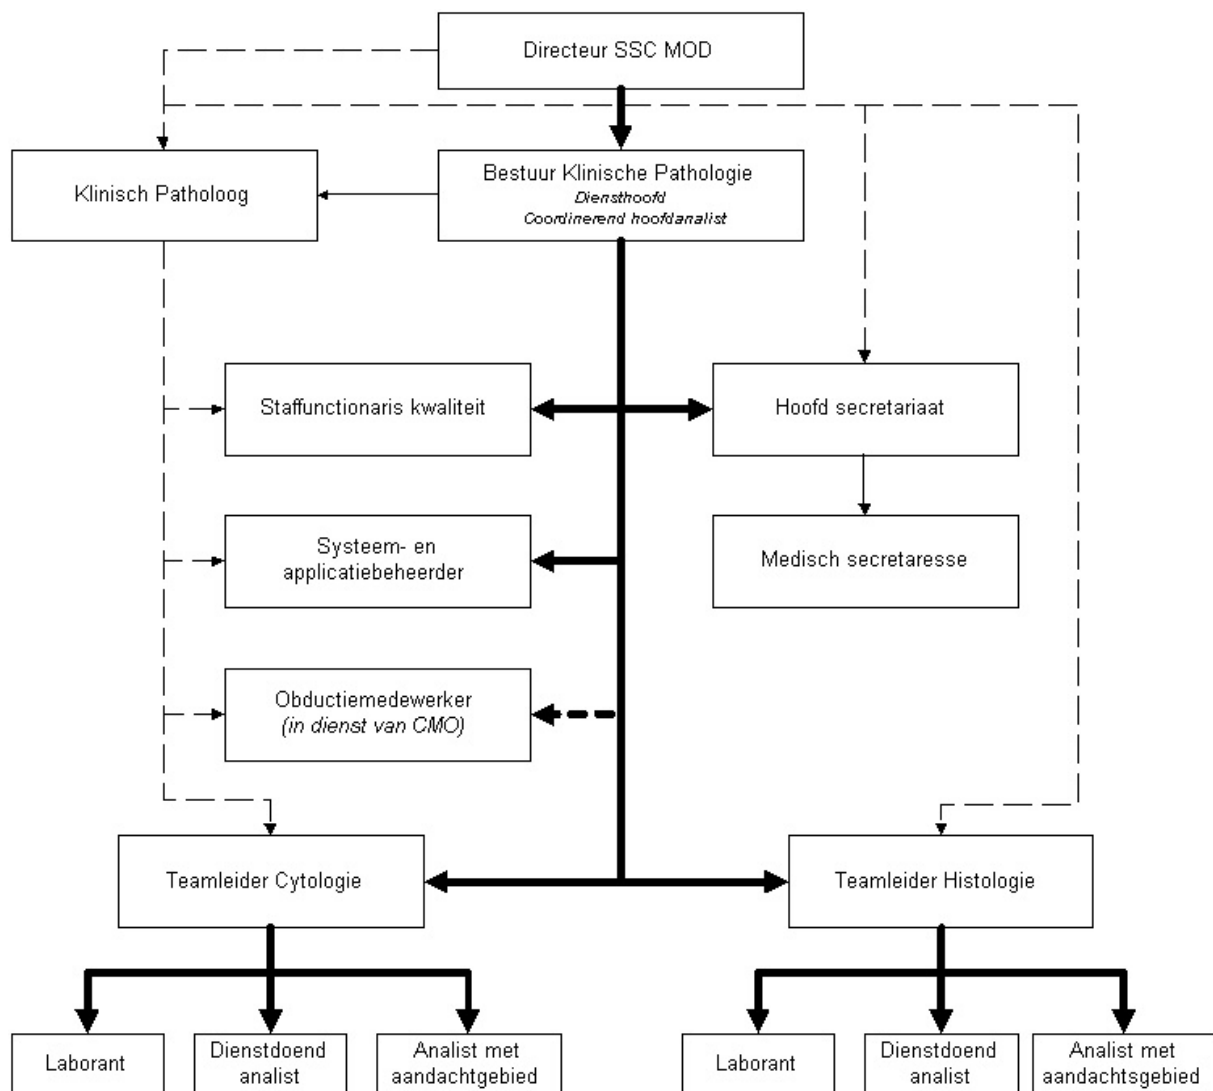 Directeur SSC MOD
Klinisch Patholoog
Bestuur Klinische Pathologie
Diensthoofd
Coordinerend hoofdanalist
Staffunctionaris kwaliteit
Hoofd secretariaat
Systeem- en
applicatiebeheerder
Medisch secretaresse
Obductiemedewerker
(in dienst van CMO)
Teamleider Cytologie
Teamleider Histologie
Laborant
Dienstdoend
analist
Analist met
aandachtgebied
Laborant
Dienstdoend
analist
Analist met
aandachtsgebied